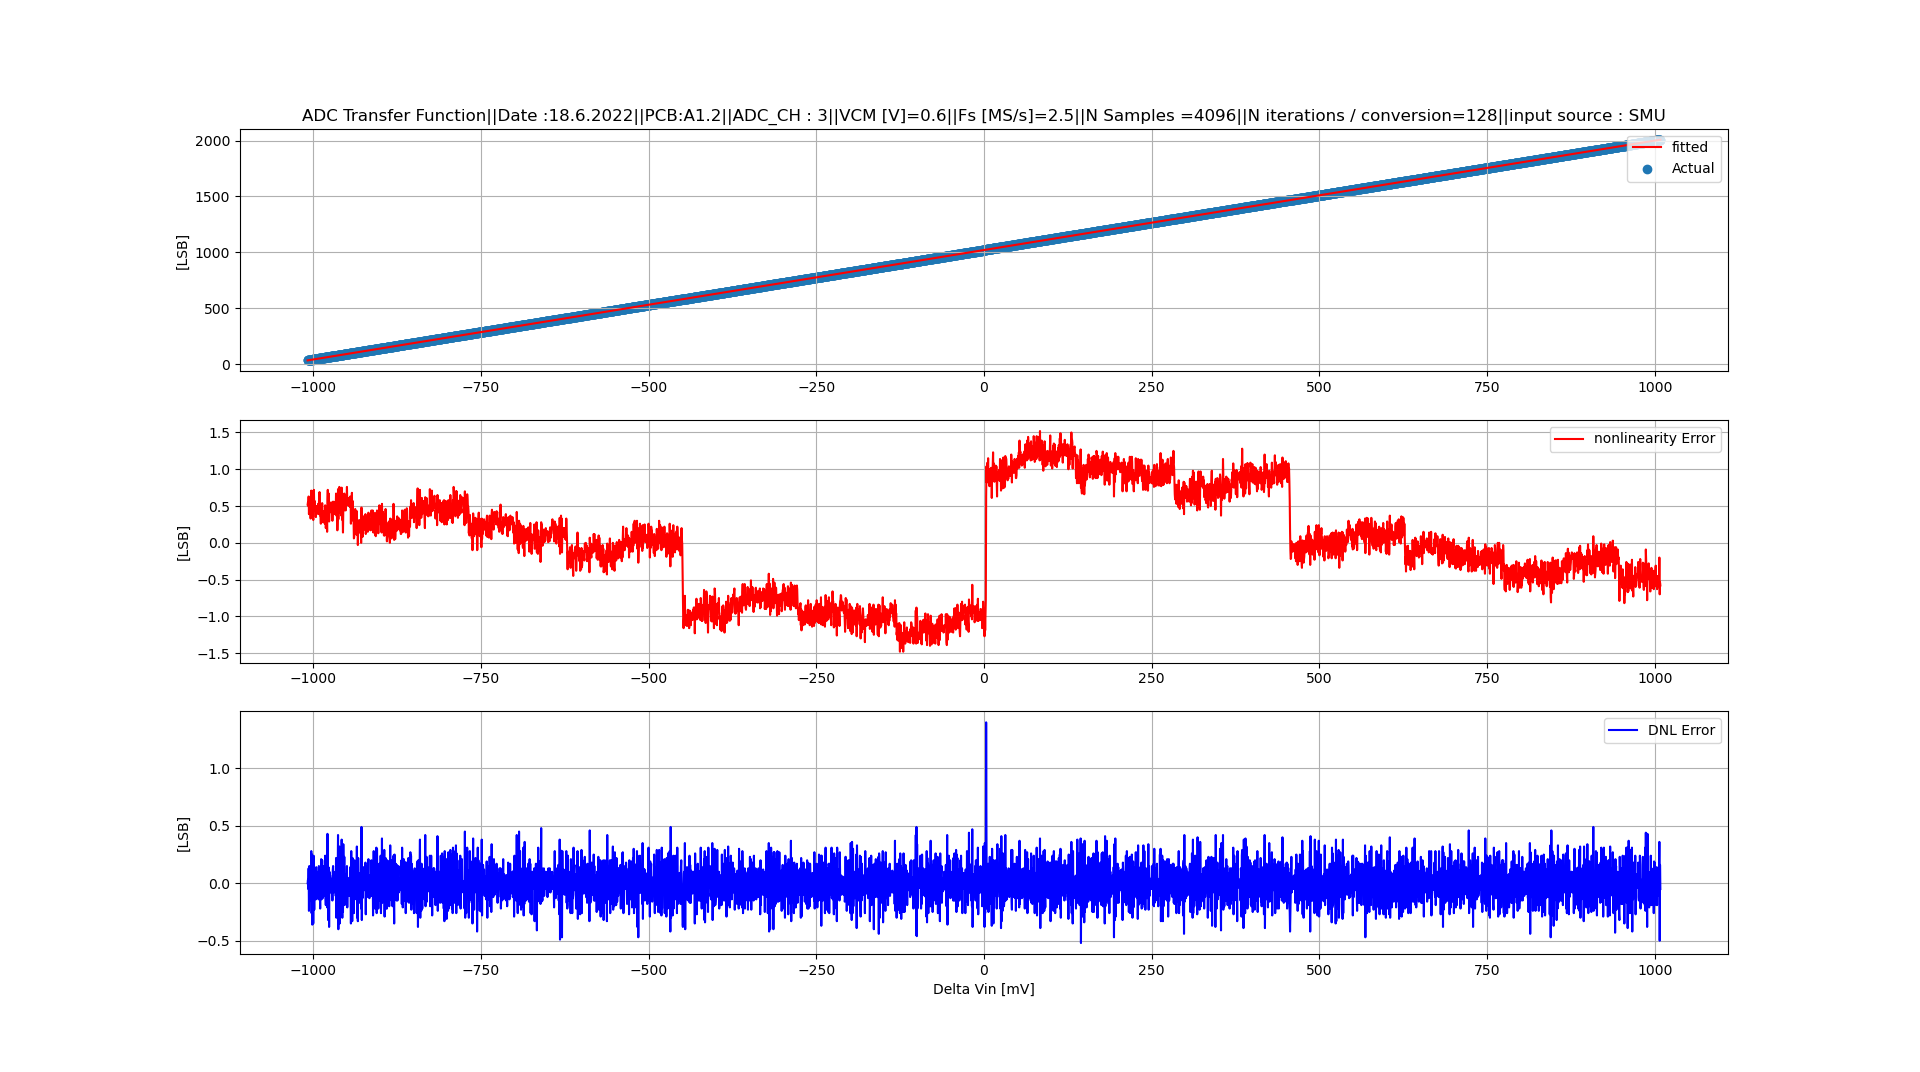 ADC Transfer Function||Date :18.6.2022||PCB:A1.2||ADC_CH : 3||VCM [V]=0.6||Fs [MS/s]=2.5||N Samples =4096||N iterations / conversion=128||input source : SMU
2000
1500
1000
500
0
[LSB]
fitted
Actual
−1000 −750 −500 −250 0 250 500 750 1000
1.5
1.0
0.5
0.0
−0.5
−1.0
−1.5
[LSB]
nonlinearity Error
−1000 −750 −500 −250 0 250 500 750 1000
1.0
0.5
0.0
−0.5
[LSB]
DNL Error
−1000 −750 −500 −250 0 250 500 750 1000
Delta Vin [mV]